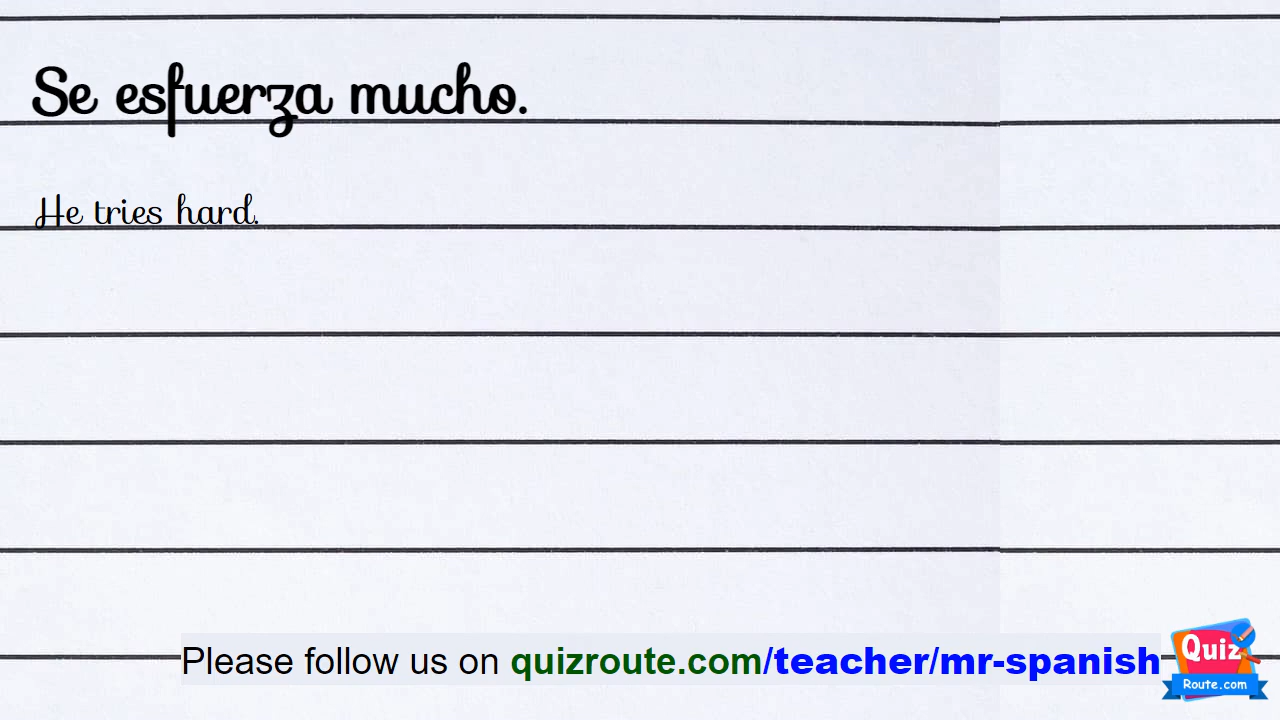 Se esfuerza mucho.
He tries hard.
Please follow us on quizroute.com/teacher/mr-spanish
Quiz
Route.com